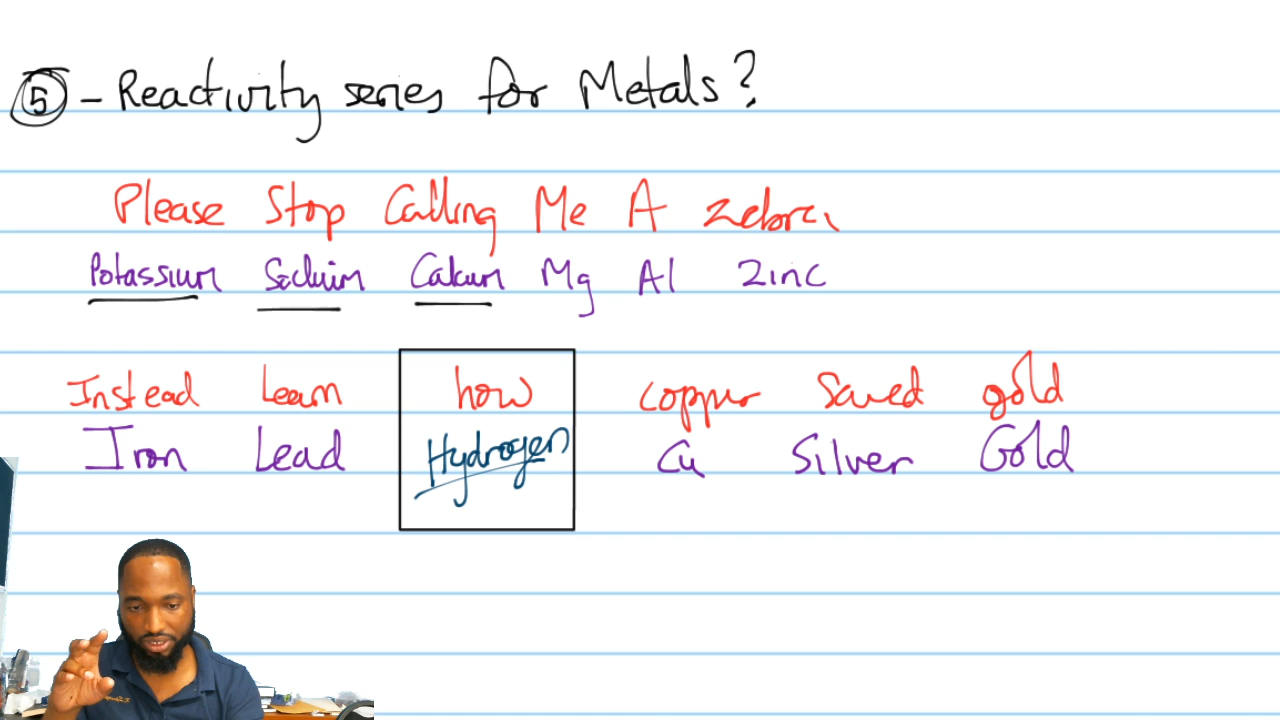 ⑤ - Reactivity series for Metals?
Please Stop Calling Me A zebra
Potassium Sodium Calcium Mg Al Zinc
Instead learn how copper saved gold
Iron Lead Hydrogen Cu Silver Gold